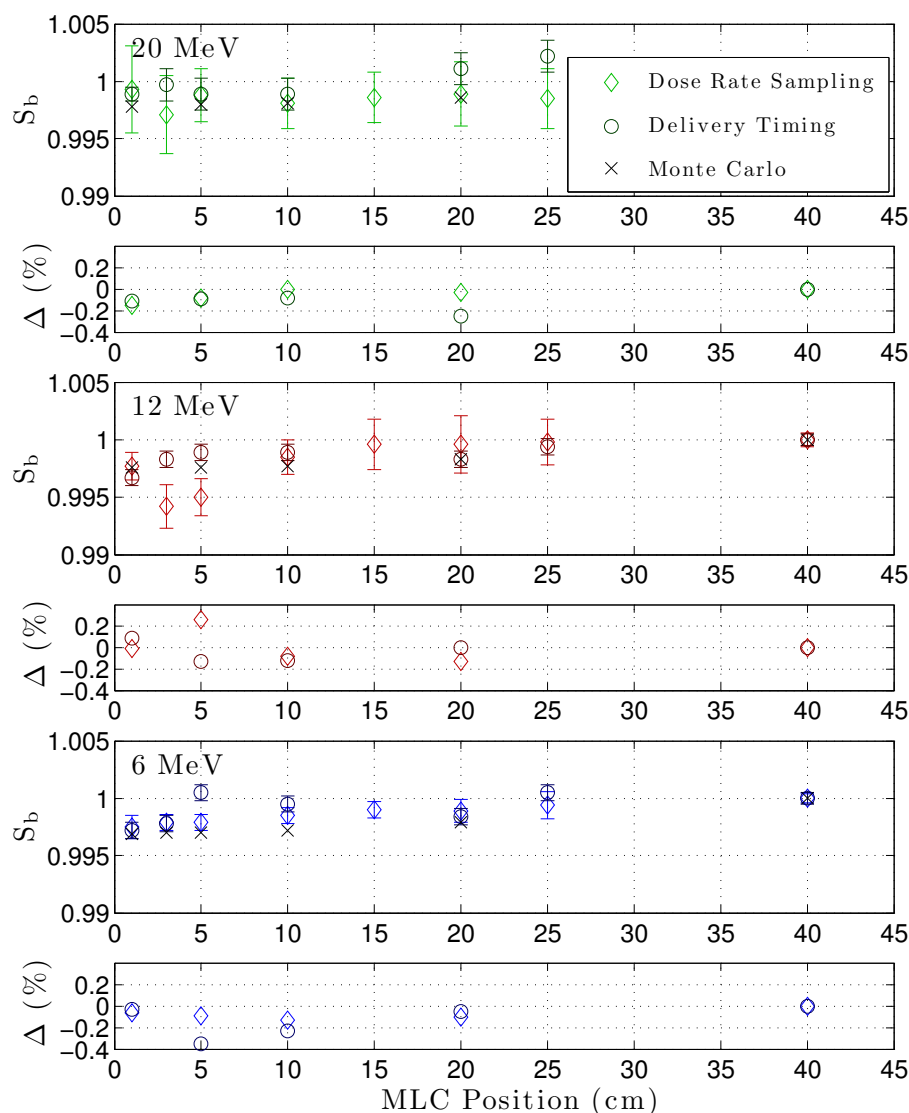 1.005
20 MeV
1
0.995
0.99
S_b
Dose Rate Sampling
Delivery Timing
Monte Carlo
0 5 10 15 20 25 30 35 40 45
0.2
0
−0.2
−0.4
Δ (%)
0 5 10 15 20 25 30 35 40 45
1.005
12 MeV
1
0.995
0.99
S_b
0 5 10 15 20 25 30 35 40 45
0.2
0
−0.2
−0.4
Δ (%)
0 5 10 15 20 25 30 35 40 45
1.005
6 MeV
1
0.995
0.99
S_b
0 5 10 15 20 25 30 35 40 45
0.2
0
−0.2
−0.4
Δ (%)
0 5 10 15 20 25 30 35 40 45
MLC Position (cm)